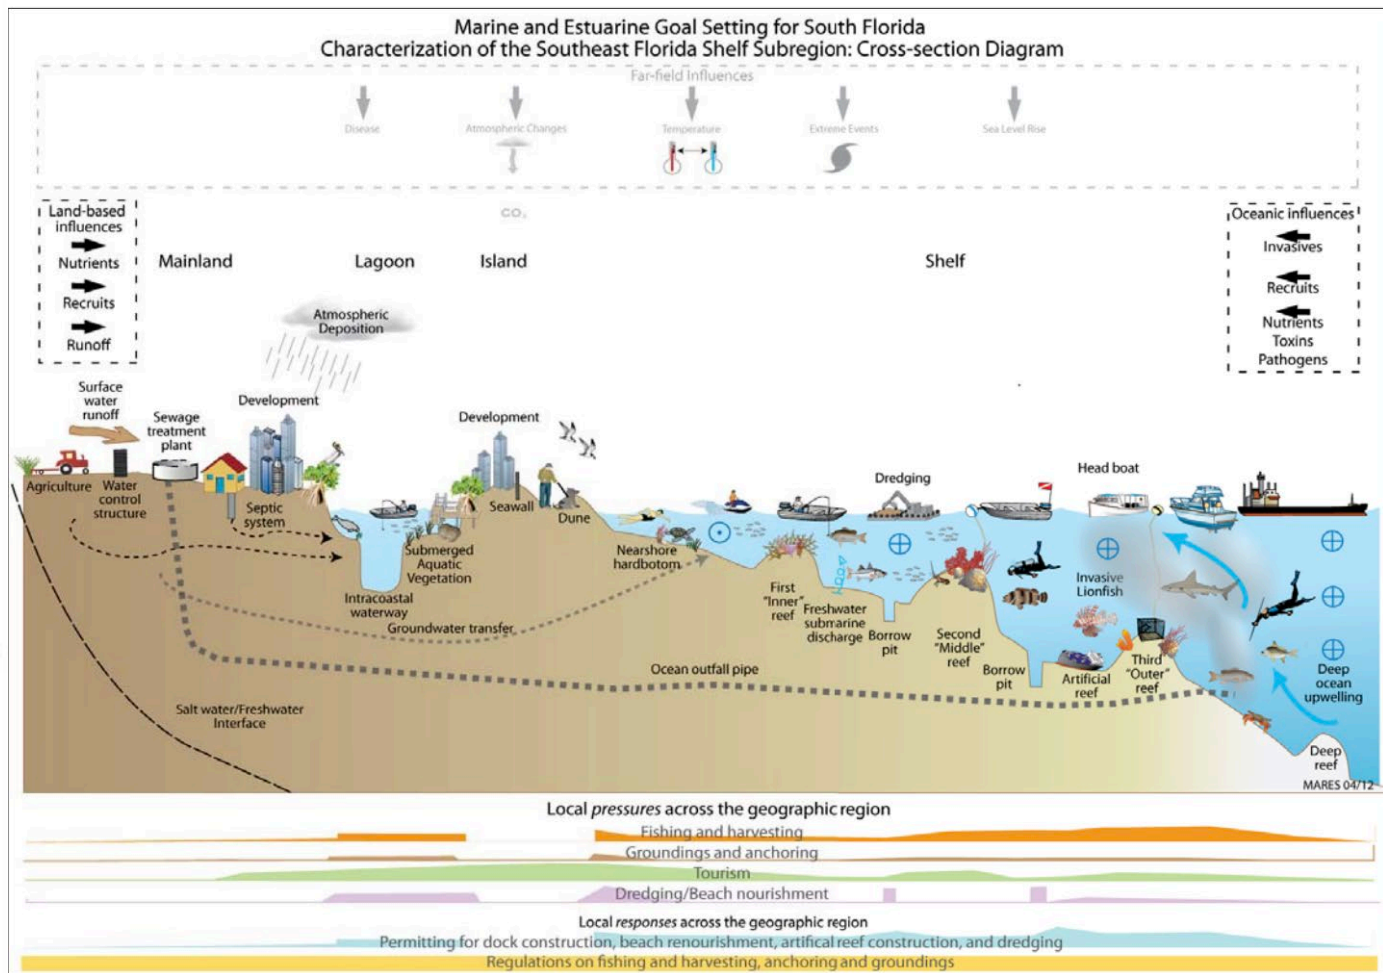 Marine and Estuarine Goal Setting for South Florida
Characterization of the Southeast Florida Shelf Subregion: Cross-section Diagram
Far-field Influences
Disease
Atmospheric Changes
Temperature
Extreme Events
Sea Level Rise
CO₂
Land-based
influences
Nutrients
Recruits
Runoff
Oceanic influences
Invasives
Recruits
Nutrients
Toxins
Pathogens
Mainland
Lagoon
Island
Shelf
Atmospheric
Deposition
Surface
water
runoff
Sewage
treatment
plant
Development
Development
Dredging
Head boat
Agriculture
Water
control
structure
Septic
system
Submerged
Aquatic
Vegetation
Seawall
Dune
Intracoastal
waterway
Nearshore
hardbotom
Groundwater transfer
First
"Inner"
reef
Freshwater
submarine
discharge
Borrow
pit
Second
"Middle"
reef
Borrow
pit
Invasive
Lionfish
Artificial
reef
Third
"Outer"
reef
Deep
ocean
upwelling
Ocean outfall pipe
Salt water/Freshwater
Interface
Deep
reef
MARES 04/12
Local pressures across the geographic region
Fishing and harvesting
Groundings and anchoring
Tourism
Dredging/Beach nourishment
Local responses across the geographic region
Permitting for dock construction, beach renourishment, artifical reef construction, and dredging
Regulations on fishing and harvesting, anchoring and groundings